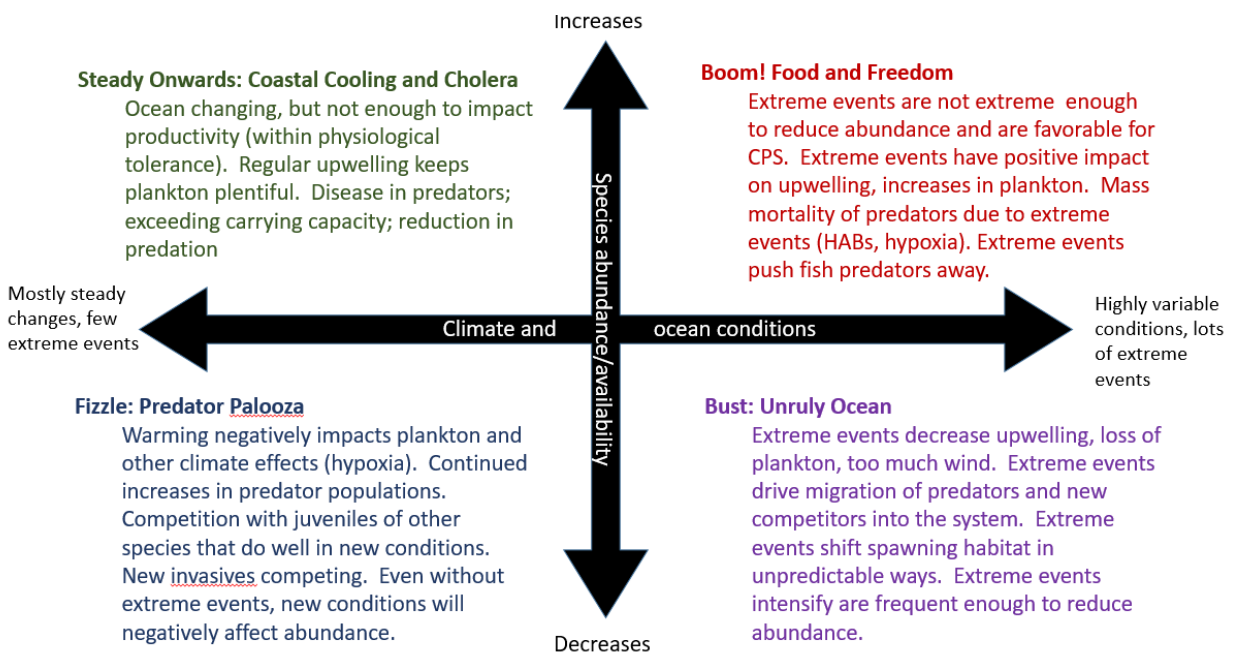 Increases
Steady Onwards: Coastal Cooling and Cholera
Ocean changing, but not enough to impact
productivity (within physiological
tolerance).  Regular upwelling keeps
plankton plentiful.  Disease in predators;
exceeding carrying capacity; reduction in
predation
Boom! Food and Freedom
Extreme events are not extreme  enough
to reduce abundance and are favorable for
CPS.  Extreme events have positive impact
on upwelling, increases in plankton.  Mass
mortality of predators due to extreme
events (HABs, hypoxia). Extreme events
push fish predators away.
Mostly steady
changes, few
extreme events
Climate and ocean conditions
Species abundance/availability
Highly variable
conditions, lots
of extreme
events
Fizzle: Predator Palooza
Warming negatively impacts plankton and
other climate effects (hypoxia).  Continued
increases in predator populations.
Competition with juveniles of other
species that do well in new conditions.
New invasives competing.  Even without
extreme events, new conditions will
negatively affect abundance.
Bust: Unruly Ocean
Extreme events decrease upwelling, loss of
plankton, too much wind.  Extreme events
drive migration of predators and new
competitors into the system.  Extreme
events shift spawning habitat in
unpredictable ways.  Extreme events
intensify are frequent enough to reduce
abundance.
Decreases